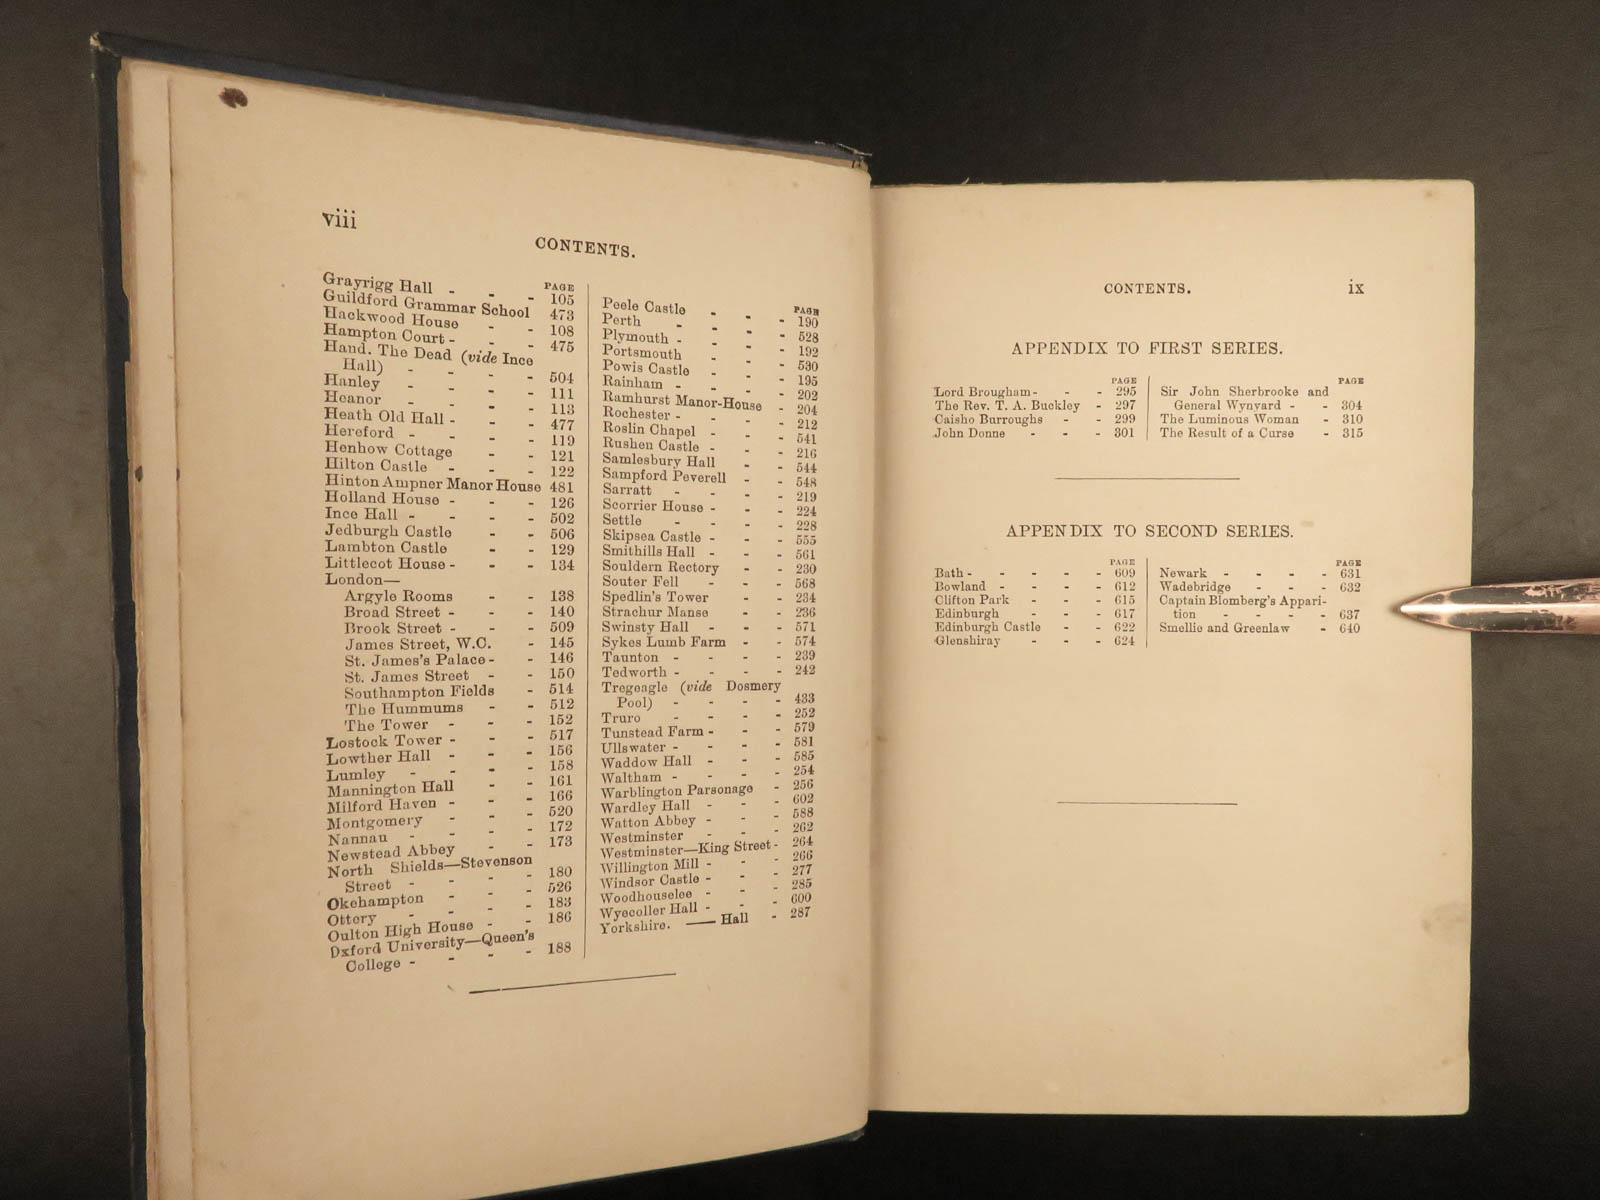 viii
CONTENTS.
PAGE
Grayrigg Hall - - - 105
Guildford Grammar School 473
Hackwood House - - 108
Hampton Court - - - 475
Hand. The Dead (vide Ince
Hall) - - - - 504
Hanley - - - - 111
Heanor - - - - 113
Heath Old Hall - - - 477
Hereford - - - - 119
Henhow Cottage - - 121
Hilton Castle - - - 122
Hinton Ampner Manor House 481
Holland House - - - 126
Ince Hall - - - - 502
Jedburgh Castle - - 506
Lambton Castle - - 129
Littlecot House - - - 134
London—
Argyle Rooms - - 138
Broad Street - - - 140
Brook Street - - - 509
James Street, W.C. - 145
St. James's Palace - - 146
St. James Street - - 150
Southampton Fields - 514
The Hummums - - 512
The Tower - - - 152
Lostock Tower - - - 517
Lowther Hall - - - 156
Lumley - - - - 158
Mannington Hall - - 161
Milford Haven - - - 166
Montgomery - - - 520
Nannau - - - - 172
Newstead Abbey - - 173
North Shields—Stevenson
Street - - - - 180
Okehampton - - - 526
Ottery - - - - 183
Oulton High House - - 186
Oxford University—Queen's
College - - - - 188
PAGE
Peele Castle - - - 190
Perth - - - - 528
Plymouth - - - - 192
Portsmouth - - - 530
Powis Castle - - - 195
Rainham - - - - 202
Ramhurst Manor-House - 204
Rochester - - - - 212
Roslin Chapel - - - 541
Rushen Castle - - - 216
Samlesbury Hall - - 544
Sampford Peverell - - 548
Sarratt - - - - 219
Scorrier House - - - 224
Settle - - - - 228
Skipsea Castle - - - 555
Smithills Hall - - - 561
Souldern Rectory - - 230
Souter Fell - - - 568
Spedlin's Tower - - 234
Strachur Manse - - 236
Swinsty Hall - - - 571
Sykes Lumb Farm - - 574
Taunton - - - - 239
Tedworth - - - - 242
Tregeagle (vide Dosmery
Pool) - - - - 433
Truro - - - - 252
Tunstead Farm - - - 579
Ullswater - - - - 581
Waddow Hall - - - 585
Waltham - - - - 254
Warblington Parsonage - 256
Wardley Hall - - - 602
Watton Abbey - - - 588
Westminster - - - 262
Westminster—King Street - 264
Willington Mill - - - 266
Windsor Castle - - - 277
Woodhouselee - - - 285
Wyecoller Hall - - - 600
Yorkshire. —— Hall - 287
CONTENTS. ix
APPENDIX TO FIRST SERIES.
PAGE
Lord Brougham - - - 295
The Rev. T. A. Buckley - 297
Caisho Burroughs - - 299
John Donne - - - 301
PAGE
Sir John Sherbrooke and
General Wynyard - - 304
The Luminous Woman - 310
The Result of a Curse - 315
APPENDIX TO SECOND SERIES.
PAGE
Bath - - - - - 609
Bowland - - - - 612
Clifton Park - - - 615
Edinburgh - - - 617
Edinburgh Castle - - 622
Glenshiray - - - 624
PAGE
Newark - - - - 631
Wadebridge - - - 632
Captain Blomberg's Appari-
tion - - - - 637
Smellie and Greenlaw - 640